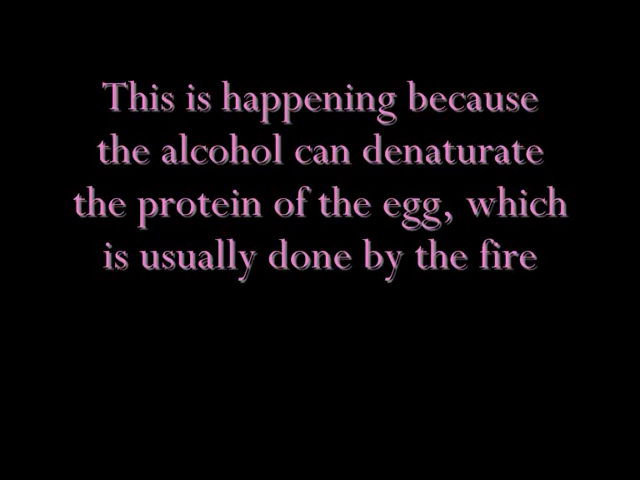 This is happening because
the alcohol can denaturate
the protein of the egg, which
is usually done by the fire